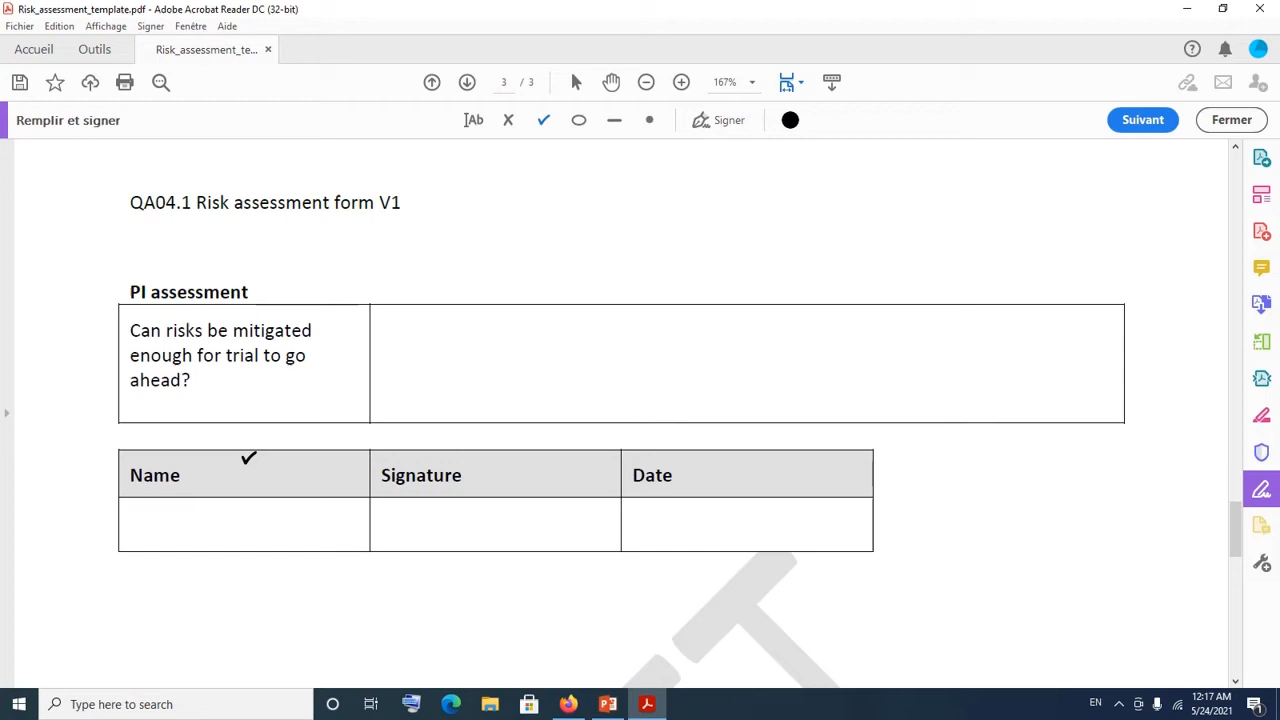 Risk_assessment_template.pdf - Adobe Acrobat Reader DC (32-bit)
Fichier Edition Affichage Signer Fenêtre Aide
Accueil Outils Risk_assessment_te...
3 / 3 167%
Remplir et signer Ab Signer Suivant Fermer
QA04.1 Risk assessment form V1
PI assessment
Can risks be mitigated
enough for trial to go
ahead?
Name Signature Date
Type here to search
EN
12:17 AM
5/24/2021
1